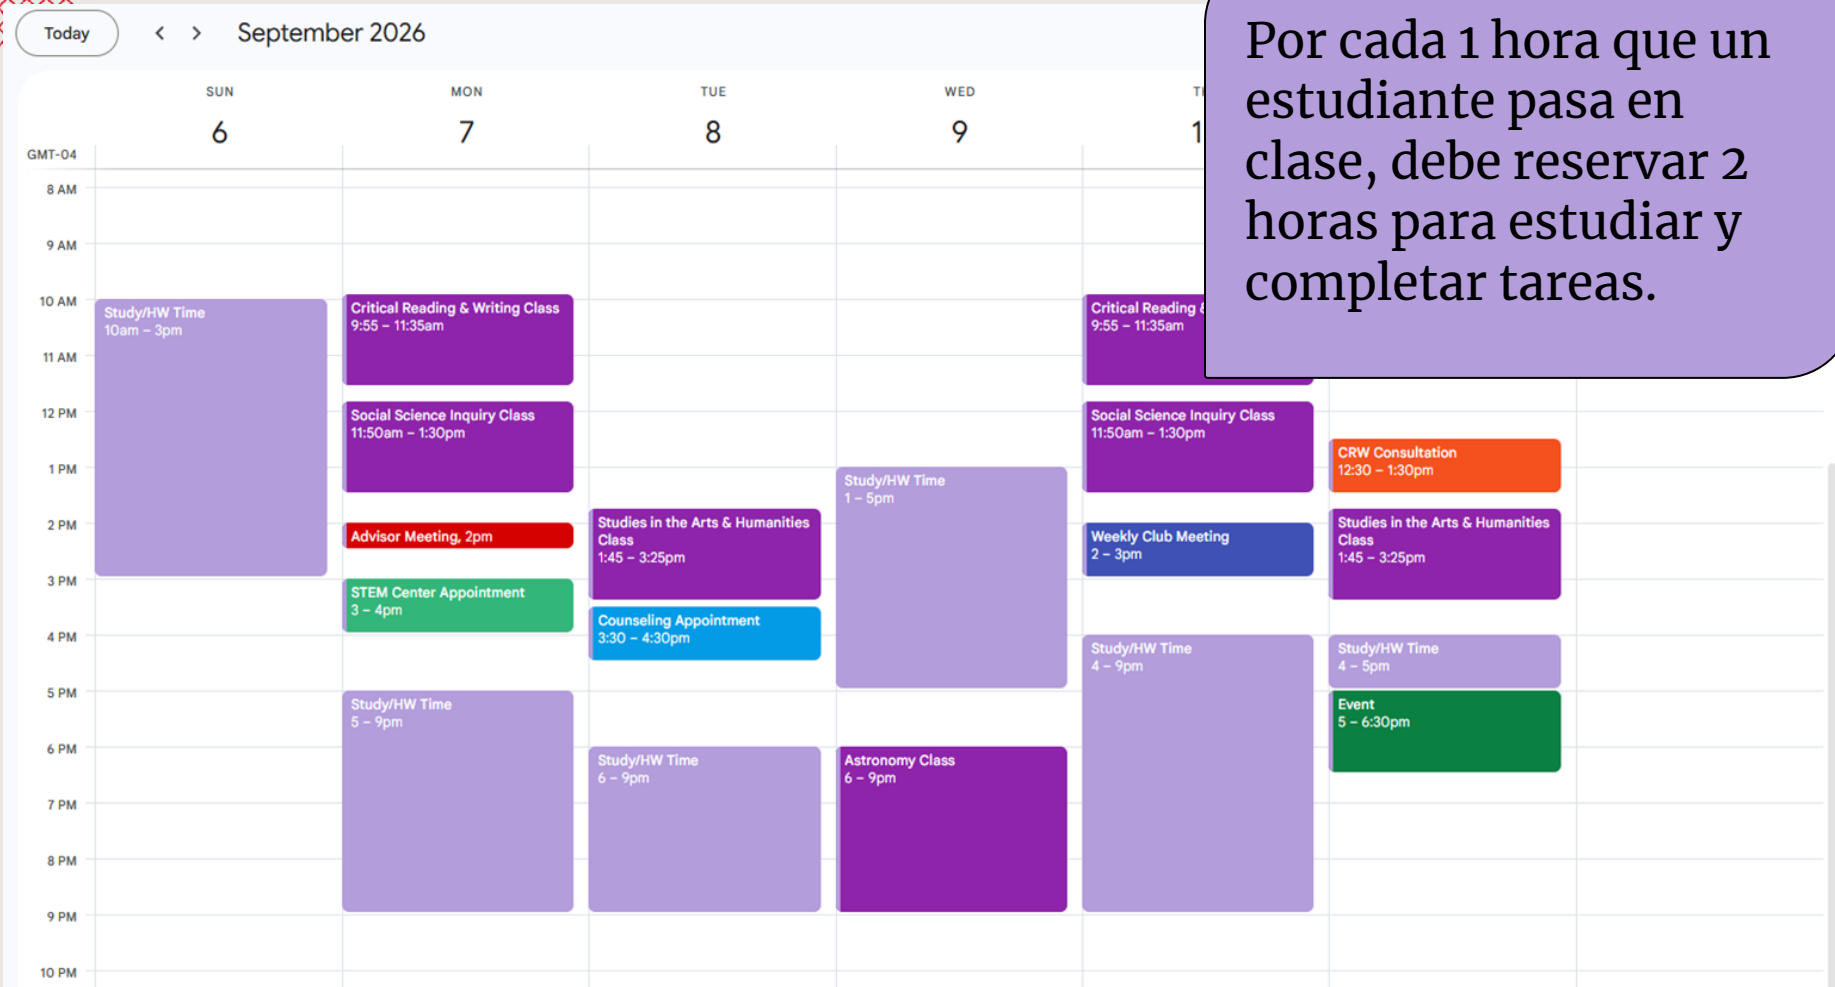 Today
September 2026
Por cada 1 hora que un
estudiante pasa en
clase, debe reservar 2
horas para estudiar y
completar tareas.
SUN
MON
TUE
WED
6
7
8
9
GMT-04
8 AM
9 AM
10 AM
11 AM
12 PM
1 PM
2 PM
3 PM
4 PM
5 PM
6 PM
7 PM
8 PM
9 PM
10 PM
Study/HW Time
10am – 3pm
Critical Reading & Writing Class
9:55 – 11:35am
Social Science Inquiry Class
11:50am – 1:30pm
Advisor Meeting, 2pm
STEM Center Appointment
3 – 4pm
Study/HW Time
5 – 9pm
Studies in the Arts & Humanities
Class
1:45 – 3:25pm
Counseling Appointment
3:30 – 4:30pm
Study/HW Time
6 – 9pm
Study/HW Time
1 – 5pm
Astronomy Class
6 – 9pm
Critical Reading
9:55 – 11:35am
Social Science Inquiry Class
11:50am – 1:30pm
Weekly Club Meeting
2 – 3pm
Study/HW Time
4 – 9pm
CRW Consultation
12:30 – 1:30pm
Studies in the Arts & Humanities
Class
1:45 – 3:25pm
Study/HW Time
4 – 5pm
Event
5 – 6:30pm